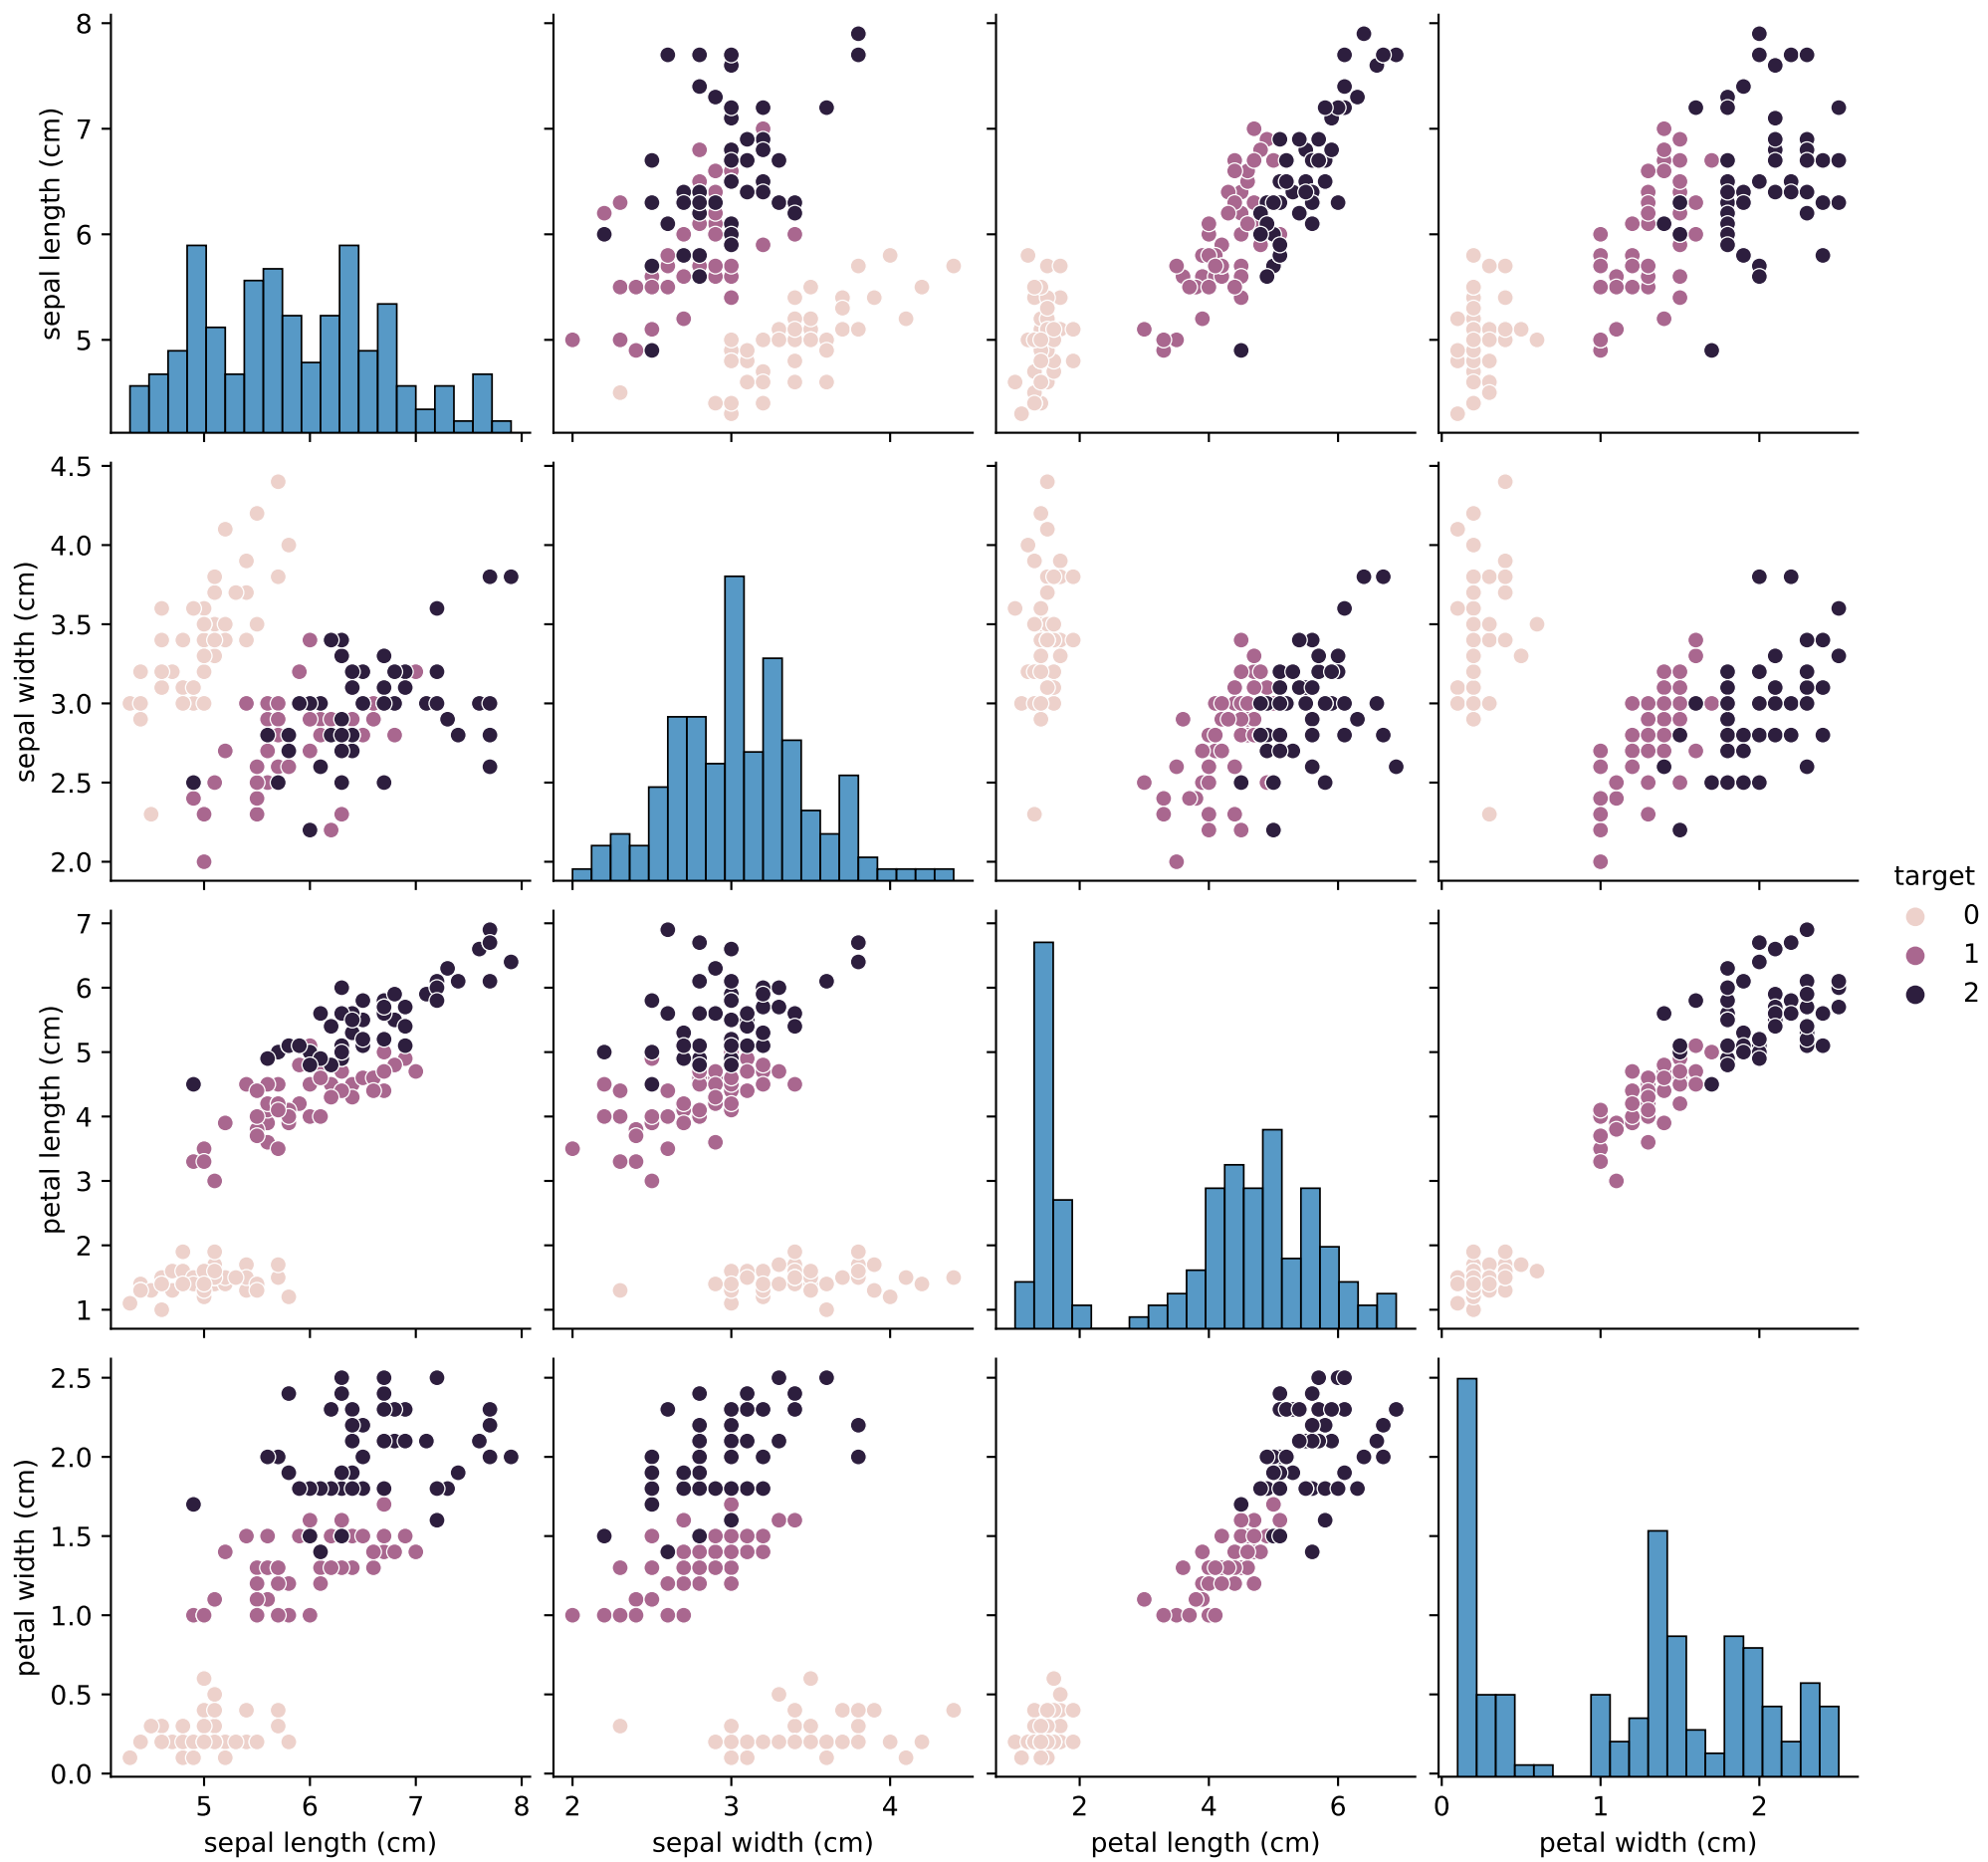 8
7
6
5
sepal length (cm)
4.5
4.0
3.5
3.0
2.5
2.0
sepal width (cm)
target
0
1
2
7
6
5
4
3
2
1
petal length (cm)
2.5
2.0
1.5
1.0
0.5
0.0
petal width (cm)
5 6 7 8
2 3 4
2 4 6
0 1 2
sepal length (cm)
sepal width (cm)
petal length (cm)
petal width (cm)